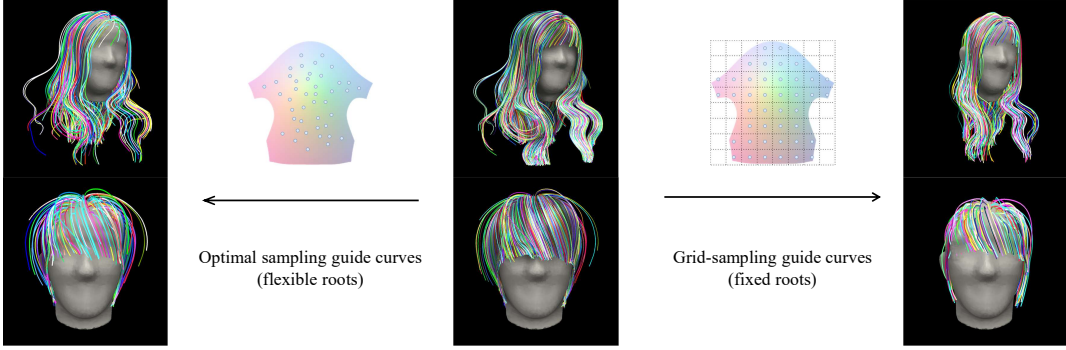 Optimal sampling guide curves
(flexible roots)
Grid-sampling guide curves
(fixed roots)